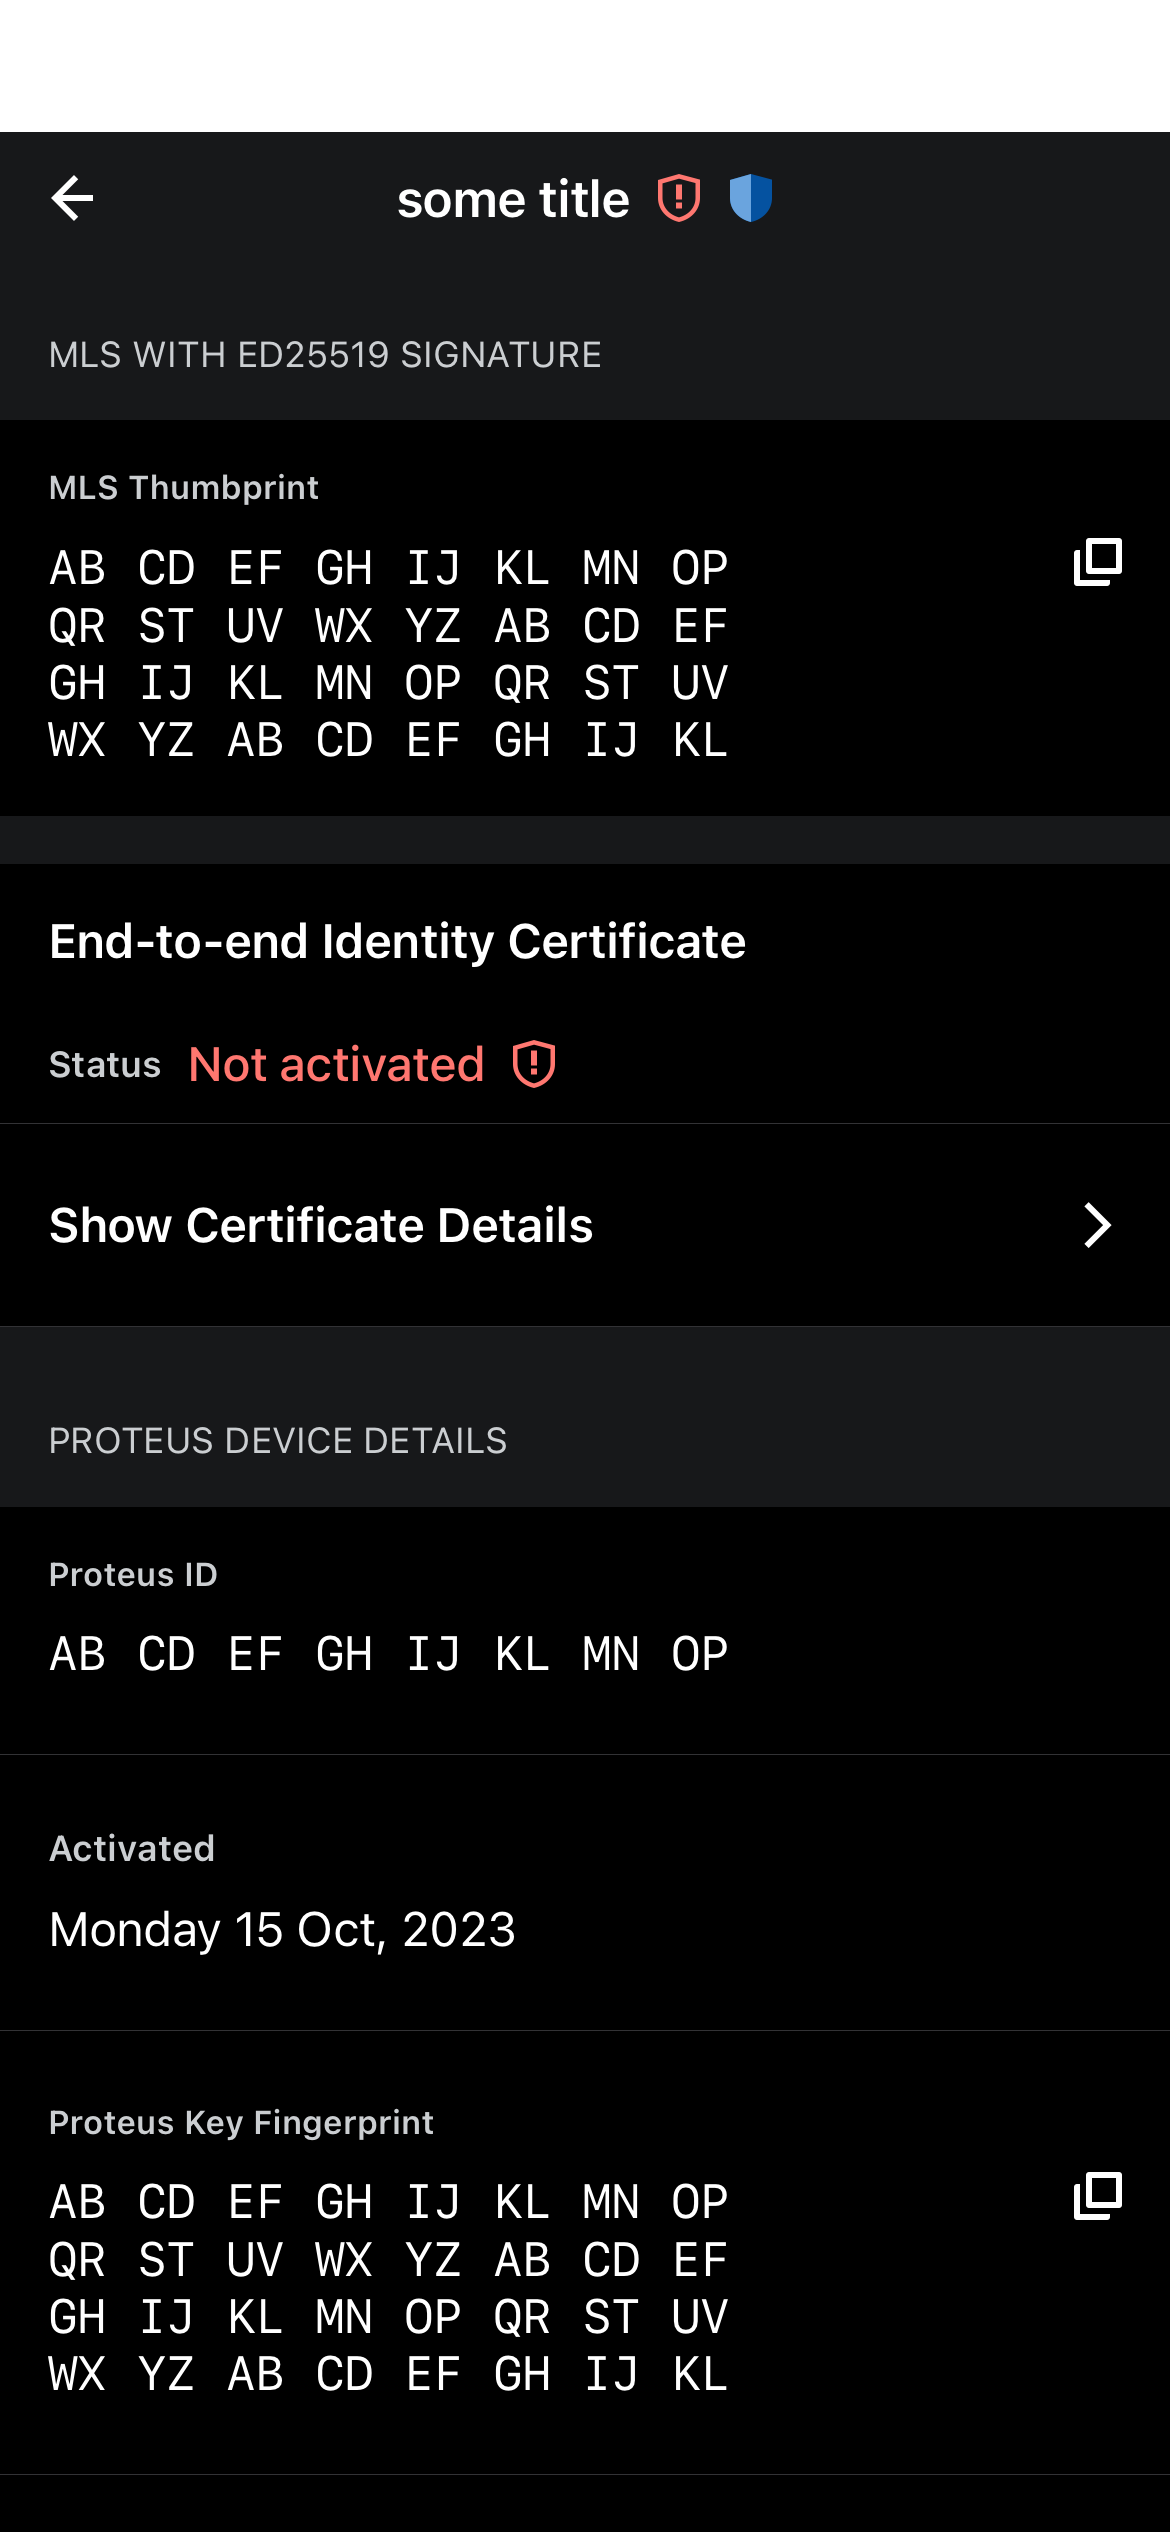 some title
MLS WITH ED25519 SIGNATURE
MLS Thumbprint
AB CD EF GH IJ KL MN OP
QR ST UV WX YZ AB CD EF
GH IJ KL MN OP QR ST UV
WX YZ AB CD EF GH IJ KL
End-to-end Identity Certificate
Status Not activated
Show Certificate Details
PROTEUS DEVICE DETAILS
Proteus ID
AB CD EF GH IJ KL MN OP
Activated
Monday 15 Oct, 2023
Proteus Key Fingerprint
AB CD EF GH IJ KL MN OP
QR ST UV WX YZ AB CD EF
GH IJ KL MN OP QR ST UV
WX YZ AB CD EF GH IJ KL